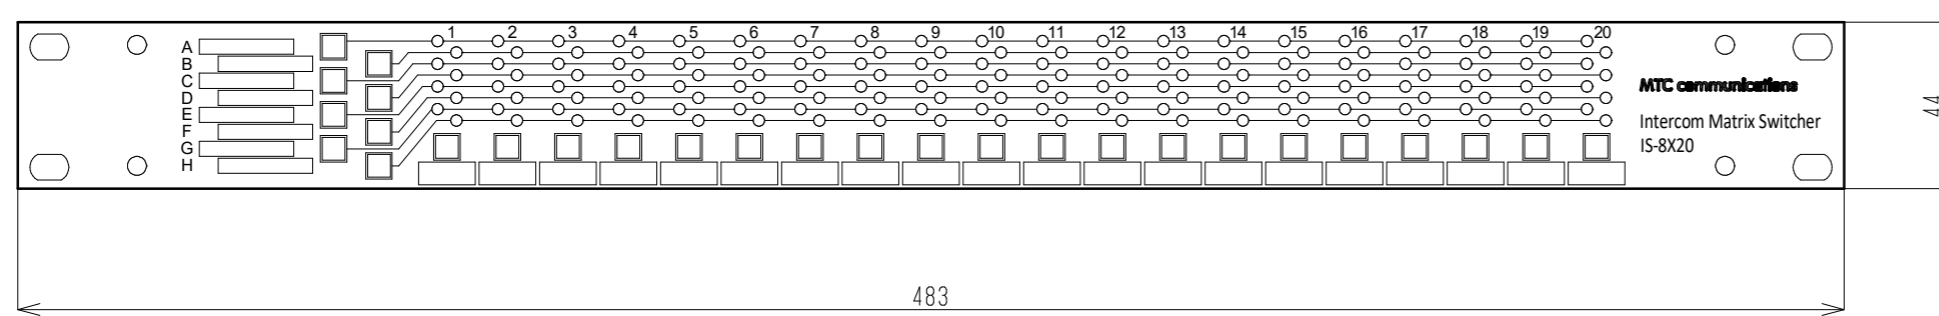 1 2 3 4 5 6 7 8 9 10 11 12 13 14 15 16 17 18 19 20
A
B
C
D
E
F
G
H
MTC communications
Intercom Matrix Switcher
IS-8X20
44
483